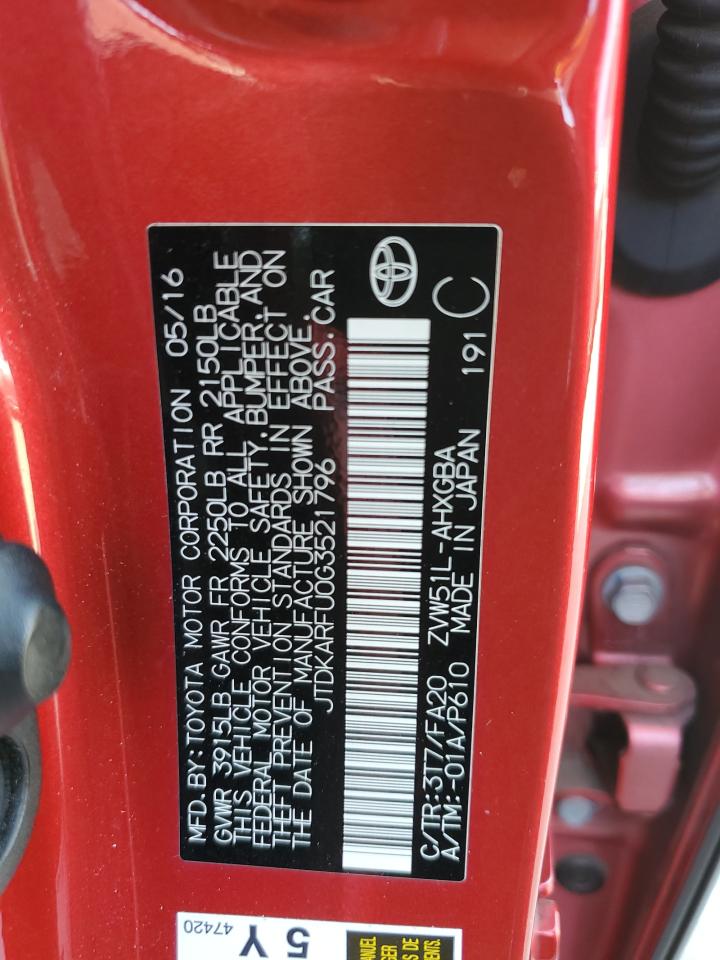 MFD.BY:TOYOTA MOTOR CORPORATION 05/16
GVWR 3915LB GAWR FR 2250LB RR 2150LB
THIS VEHICLE CONFORMS TO ALL APPLICABLE
FEDERAL MOTOR VEHICLE SAFETY,BUMPER,AND
THEFT PREVENTION STANDARDS IN EFFECT ON
THE DATE OF MANUFACTURE SHOWN ABOVE.
JTDKARFU0G3521796 PASS.CAR
C/TR:3T7/FA20 ZVW51L-AHXGBA
A/TM:-01A/P610 MADE IN JAPAN 191 C
47420
5Y